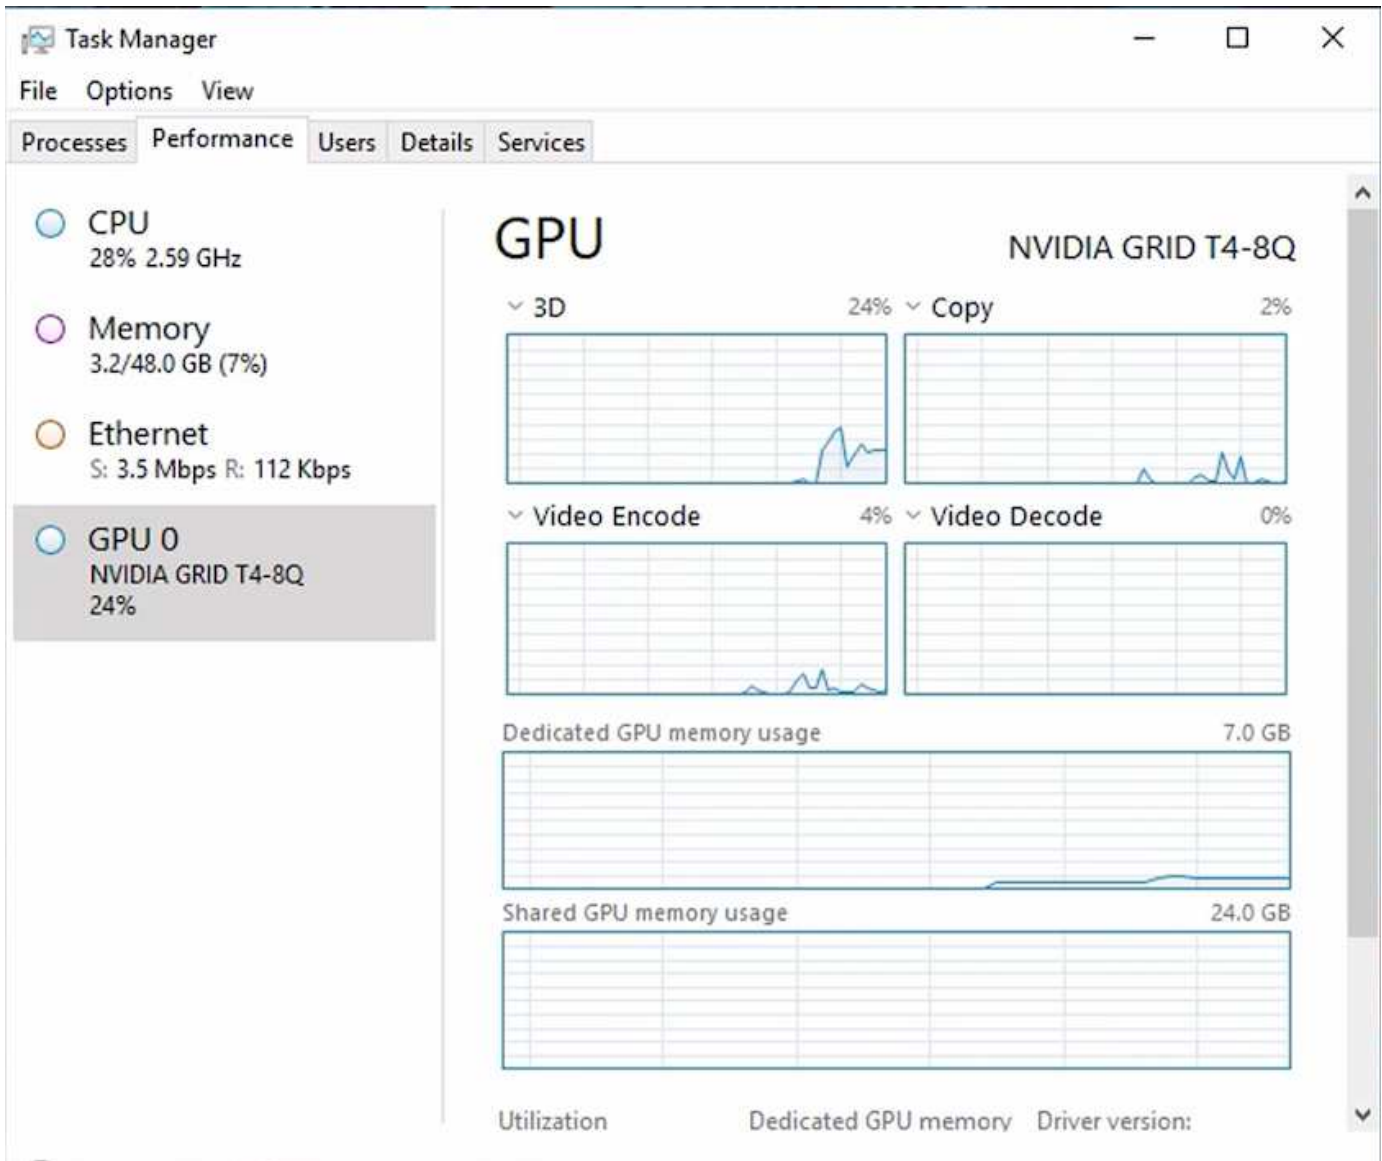 Task Manager
File Options View
Processes Performance Users Details Services
CPU
28% 2.59 GHz
Memory
3.2/48.0 GB (7%)
Ethernet
S: 3.5 Mbps R: 112 Kbps
GPU 0
NVIDIA GRID T4-8Q
24%
GPU NVIDIA GRID T4-8Q
3D 24% Copy 2%
Video Encode 4% Video Decode 0%
Dedicated GPU memory usage 7.0 GB
Shared GPU memory usage 24.0 GB
Utilization Dedicated GPU memory Driver version: